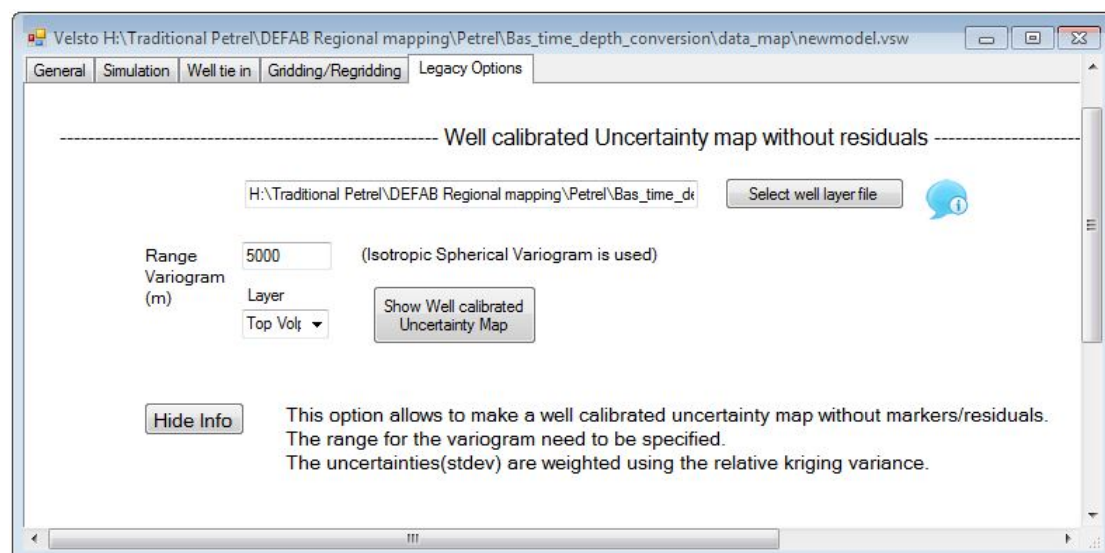 Velsto H:\Traditional Petrel\DEFAB Regional mapping\Petrel\Bas_time_depth_conversion\data_map\newmodel.vsw
General Simulation Well tie in Gridding/Regridding Legacy Options
Well calibrated Uncertainty map without residuals
H:\Traditional Petrel\DEFAB Regional mapping\Petrel\Bas_time_de Select well layer file
Range
Variogram
(m)
5000 (Isotropic Spherical Variogram is used)
Layer
Top Volp
Show Well calibrated
Uncertainty Map
Hide Info
This option allows to make a well calibrated uncertainty map without markers/residuals.
The range for the variogram need to be specified.
The uncertainties(stdev) are weighted using the relative kriging variance.